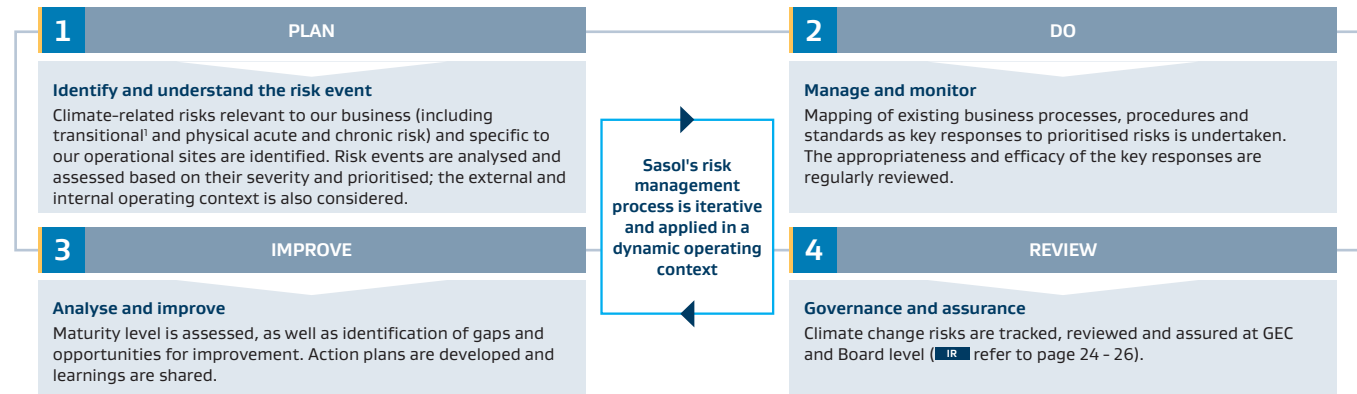 1
PLAN
Identify and understand the risk event
Climate-related risks relevant to our business (including
transitional¹ and physical acute and chronic risk) and specific to
our operational sites are identified. Risk events are analysed and
assessed based on their severity and prioritised; the external and
internal operating context is also considered.
2
DO
Manage and monitor
Mapping of existing business processes, procedures and
standards as key responses to prioritised risks is undertaken.
The appropriateness and efficacy of the key responses are
regularly reviewed.
Sasol's risk
management
process is iterative
and applied in a
dynamic operating
context
3
IMPROVE
Analyse and improve
Maturity level is assessed, as well as identification of gaps and
opportunities for improvement. Action plans are developed and
learnings are shared.
4
REVIEW
Governance and assurance
Climate change risks are tracked, reviewed and assured at GEC
and Board level (IR refer to page 24 - 26).